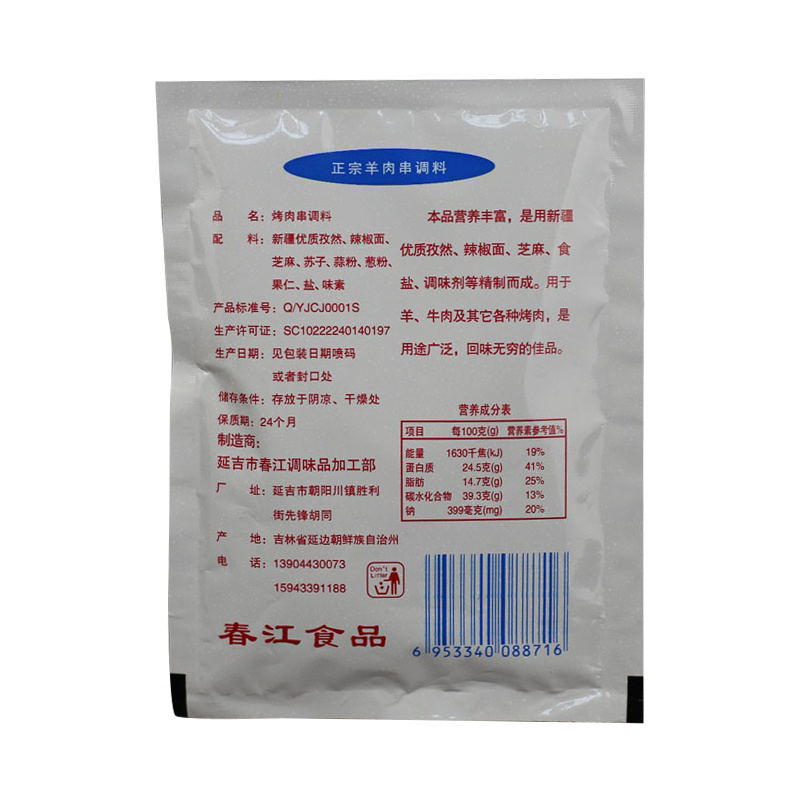 正宗羊肉串调料
品 名：烤肉串调料
配 料：新疆优质孜然、辣椒面、
芝麻、苏子、蒜粉、葱粉、
果仁、盐、味素
产品标准号：Q/YJCJ0001S
生产许可证：SC10222240140197
生产日期：见包装日期喷码
或者封口处
储存条件：存放于阴凉、干燥处
保质期：24个月
制造商：
延吉市春江调味品加工部
厂 址：延吉市朝阳川镇胜利
街先锋胡同
产 地：吉林省延边朝鲜族自治州
电 话：13904430073
15943391188
Don't
Litter
春江食品
本品营养丰富，是用新疆
优质孜然、辣椒面、芝麻、食
盐、调味剂等精制而成。用于
羊、牛肉及其它各种烤肉，是
用途广泛，回味无穷的佳品。
营养成分表
项目 每100克(g) 营养素参考值%
能量 1630千焦(kJ) 19%
蛋白质 24.5克(g) 41%
脂肪 14.7克(g) 25%
碳水化合物 39.3克(g) 13%
钠 399毫克(mg) 20%
6 953340 088716